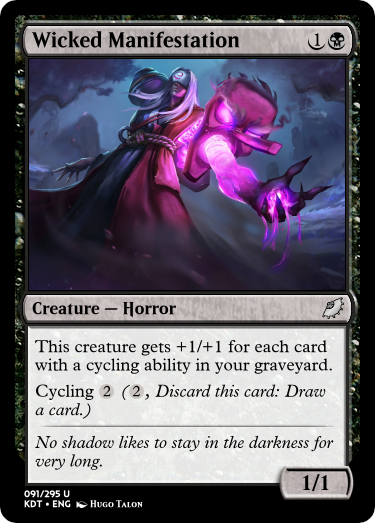 Wicked Manifestation 1
Creature — Horror
This creature gets +1/+1 for each card
with a cycling ability in your graveyard.
Cycling 2 (2, Discard this card: Draw
a card.)
No shadow likes to stay in the darkness for
very long.
1/1
091/295 U
KDT • ENG Hugo Talon